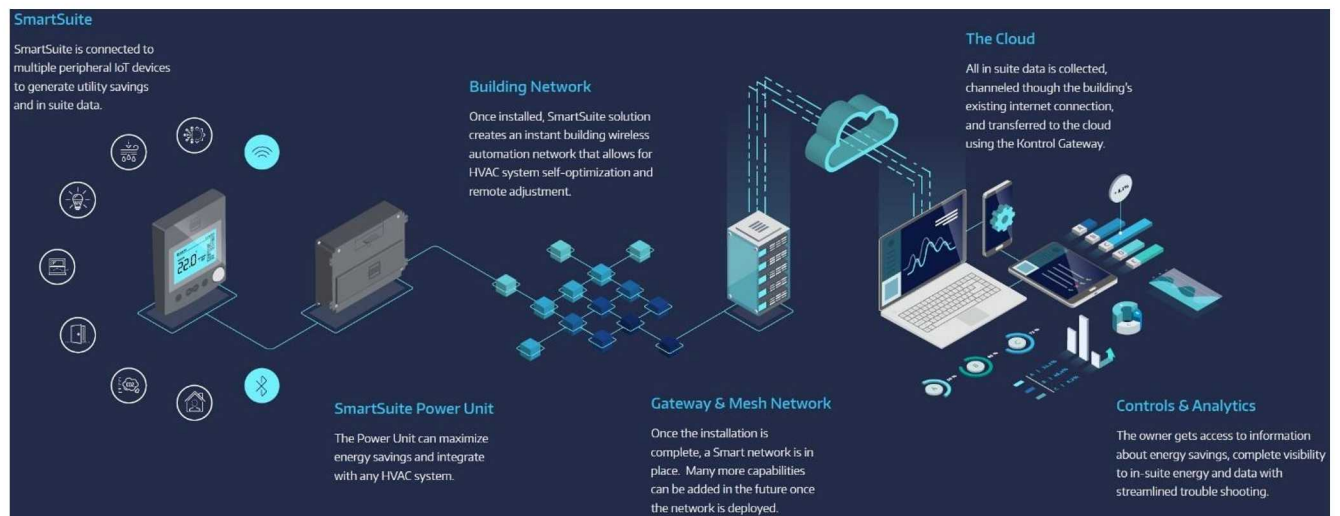 SmartSuite
SmartSuite is connected to
multiple peripheral IoT devices
to generate utility savings
and in suite data.
Building Network
Once installed, SmartSuite solution
creates an instant building wireless
automation network that allows for
HVAC system self-optimization and
remote adjustment.
The Cloud
All in suite data is collected,
channeled though the building's
existing internet connection,
and transferred to the cloud
using the Kontrol Gateway.
22.0
SmartSuite Power Unit
The Power Unit can maximize
energy savings and integrate
with any HVAC system.
Gateway & Mesh Network
Once the installation is
complete, a Smart network is in
place. Many more capabilities
can be added in the future once
the network is deployed.
Controls & Analytics
The owner gets access to information
about energy savings, complete visibility
to in-suite energy and data with
streamlined trouble shooting.